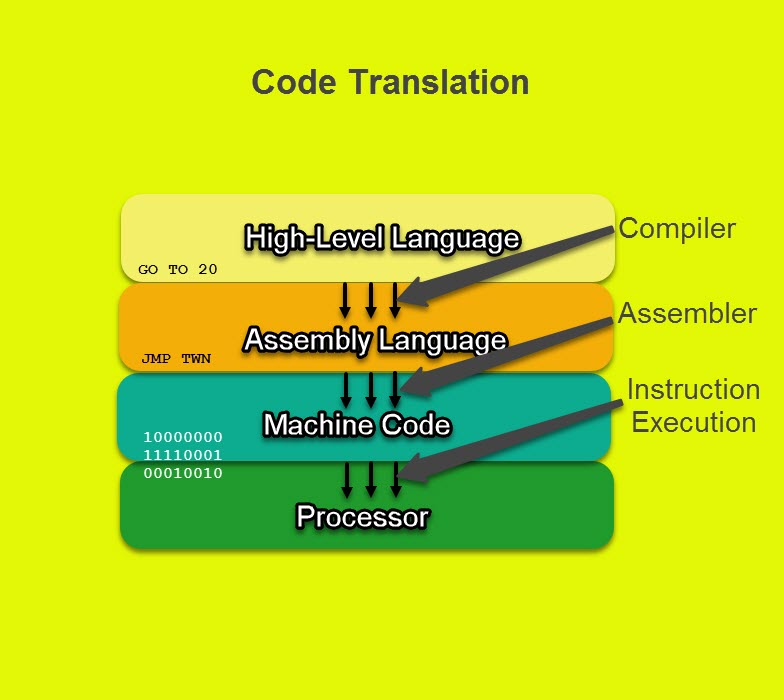 Code Translation
High-Level Language
Compiler
GO TO 20
Assembly Language
Assembler
JMP TWN
Machine Code
Instruction
Execution
10000000
11110001
00010010
Processor